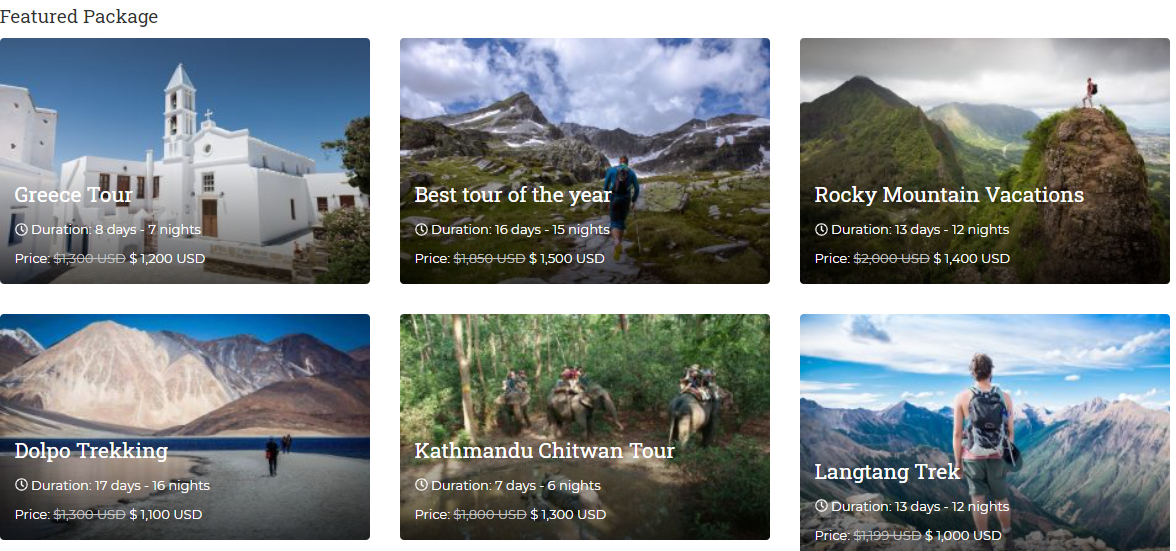 Featured Package
Greece Tour
Duration: 8 days - 7 nights
Price: $1,300 USD $ 1,200 USD
Best tour of the year
Duration: 16 days - 15 nights
Price: $1,850 USD $ 1,500 USD
Rocky Mountain Vacations
Duration: 13 days - 12 nights
Price: $2,000 USD $ 1,400 USD
Dolpo Trekking
Duration: 17 days - 16 nights
Price: $1,300 USD $ 1,100 USD
Kathmandu Chitwan Tour
Duration: 7 days - 6 nights
Price: $1,800 USD $ 1,300 USD
Langtang Trek
Duration: 13 days - 12 nights
Price: $1,199 USD $ 1,000 USD